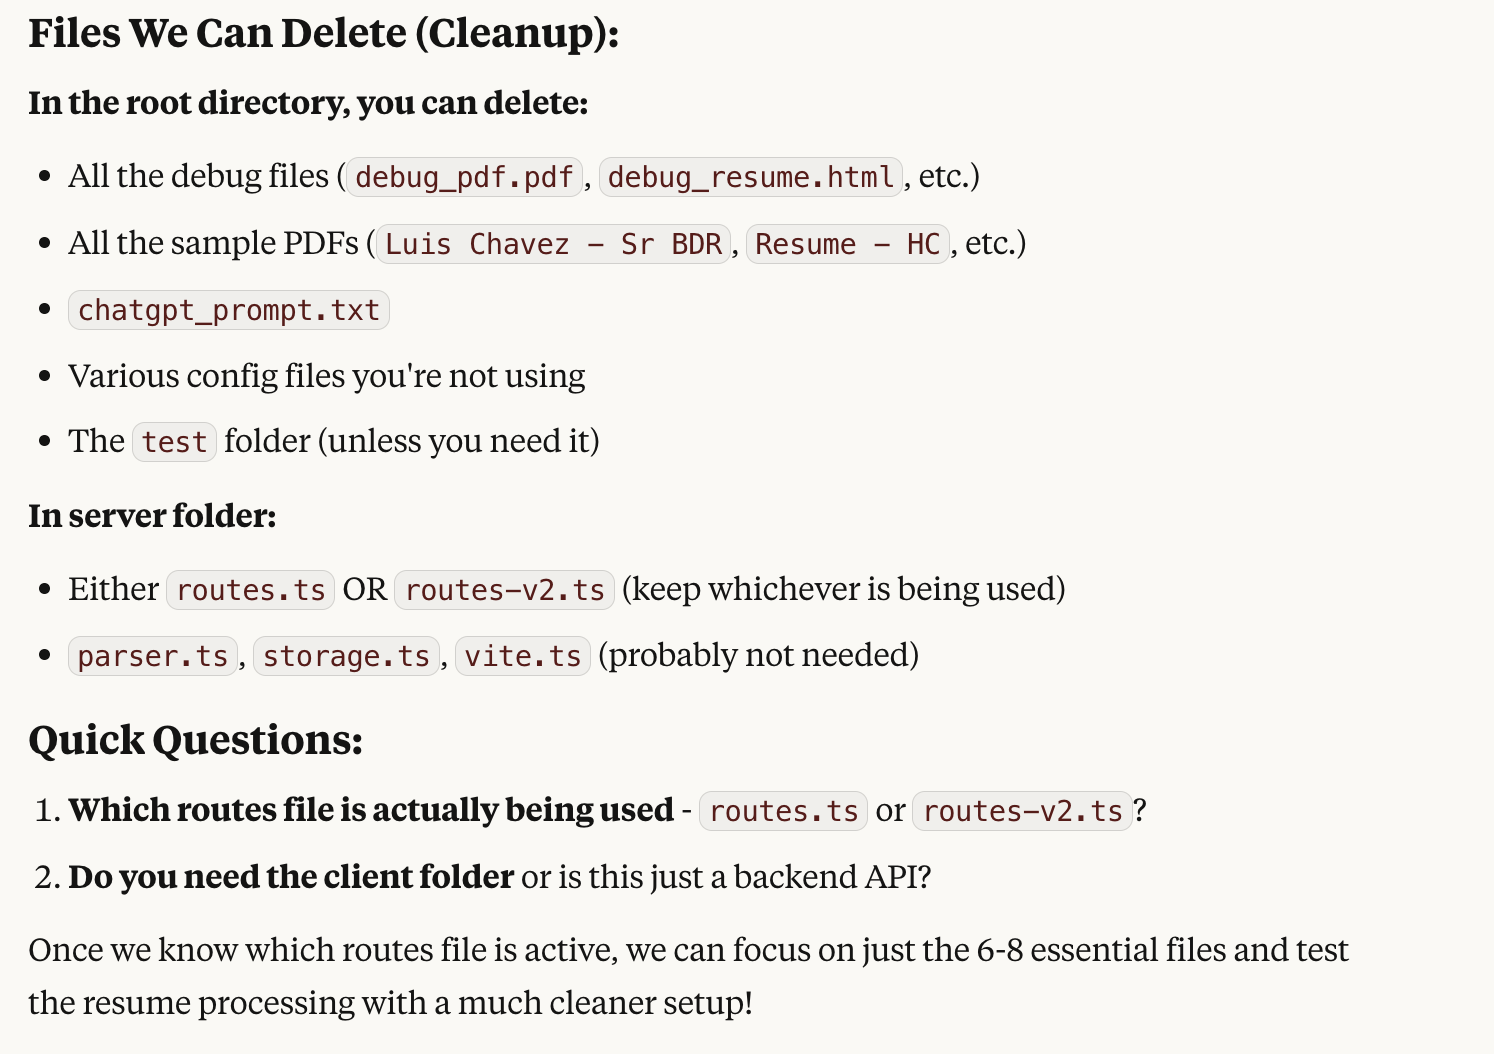 Files We Can Delete (Cleanup):
In the root directory, you can delete:
• All the debug files (debug_pdf.pdf, debug_resume.html, etc.)
• All the sample PDFs (Luis Chavez – Sr BDR, Resume – HC, etc.)
• chatgpt_prompt.txt
• Various config files you're not using
• The test folder (unless you need it)
In server folder:
• Either routes.ts OR routes-v2.ts (keep whichever is being used)
• parser.ts, storage.ts, vite.ts (probably not needed)
Quick Questions:
1. Which routes file is actually being used - routes.ts or routes-v2.ts?
2. Do you need the client folder or is this just a backend API?
Once we know which routes file is active, we can focus on just the 6-8 essential files and test
the resume processing with a much cleaner setup!